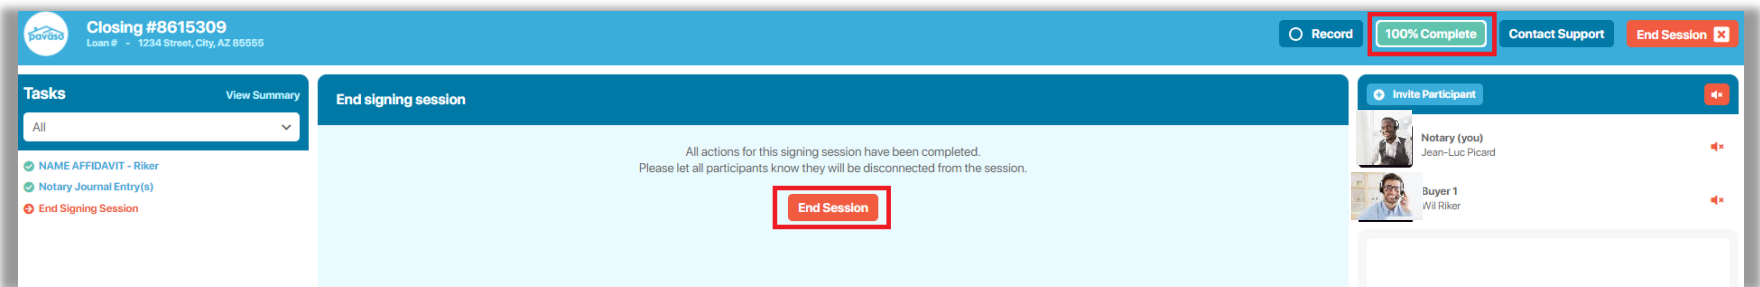 pavaso
Closing #8615309
Loan # - 1234 Street, City, AZ 85555
Record
100% Complete
Contact Support
End Session
Tasks
View Summary
All
NAME AFFIDAVIT - Riker
Notary Journal Entry(s)
End Signing Session
End signing session
All actions for this signing session have been completed.
Please let all participants know they will be disconnected from the session.
End Session
Invite Participant
Notary (you)
Jean-Luc Picard
Buyer 1
Wil Riker